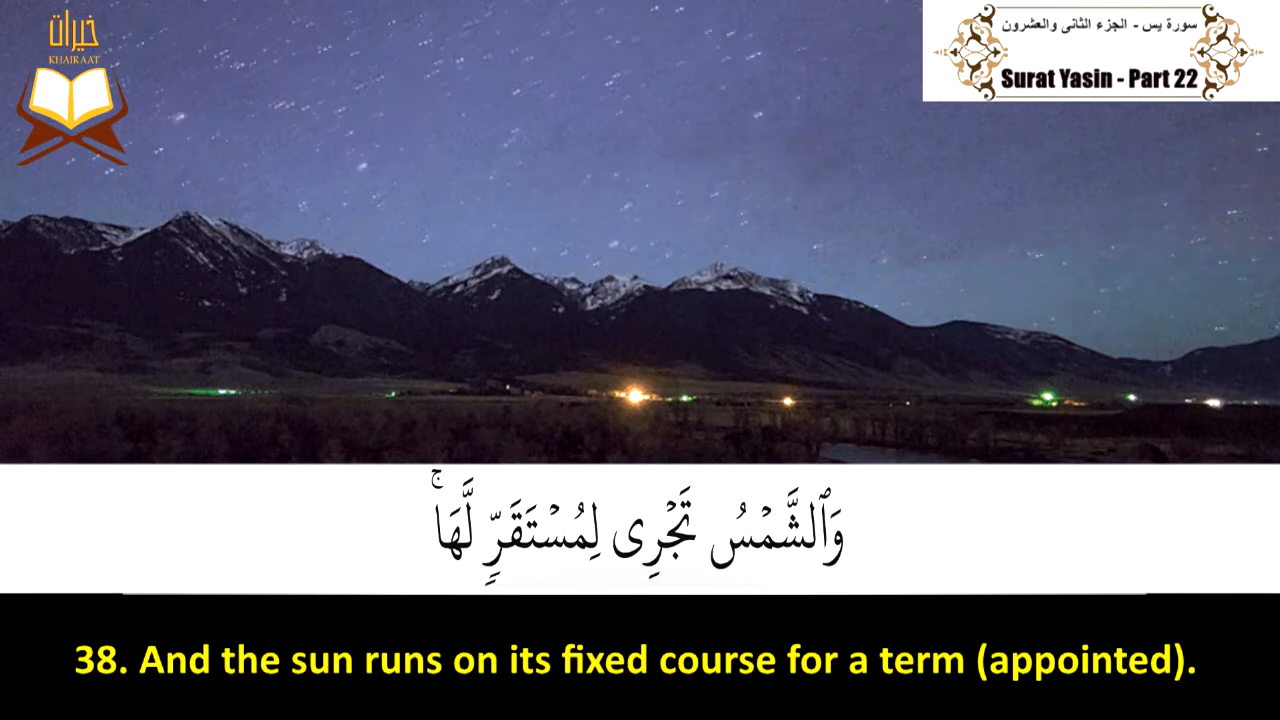 خيرات
KHAIRAAT
سورة يس - الجزء الثانى والعشرون
Surat Yasin - Part 22
وَٱلشَّمْسُ تَجْرِى لِمُسْتَقَرٍّ لَّهَا ۚ
38. And the sun runs on its fixed course for a term (appointed).